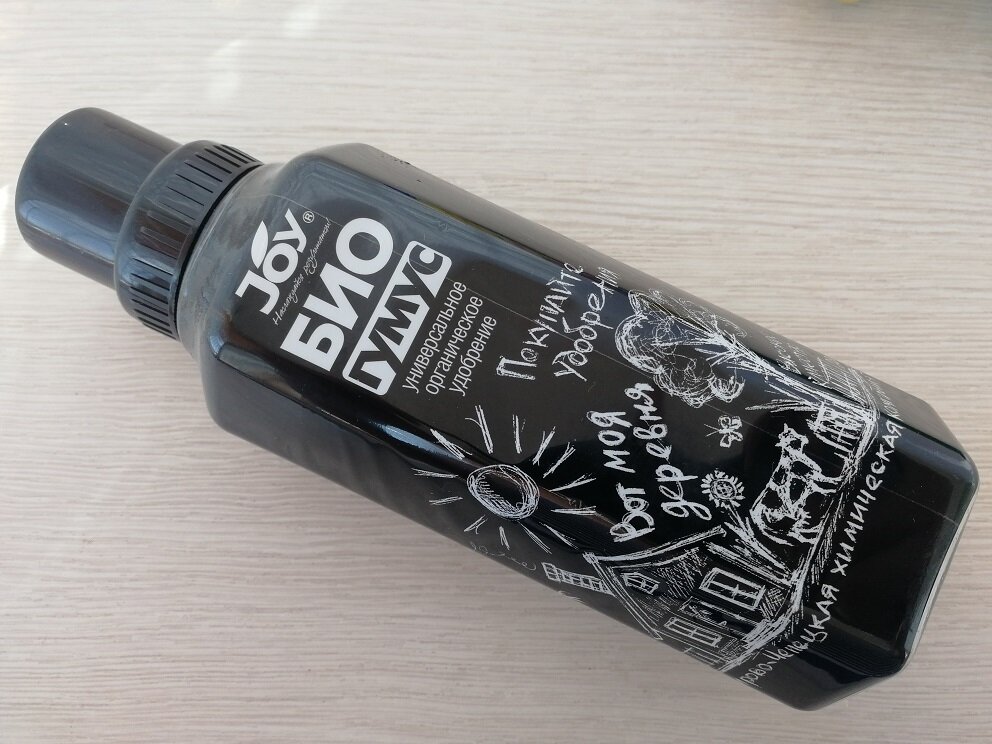 JOY®
БИО
ГУМУС
универсальное
органическое
удобрение
Покупайте
удобрения
Вот моя
деревня
химическая